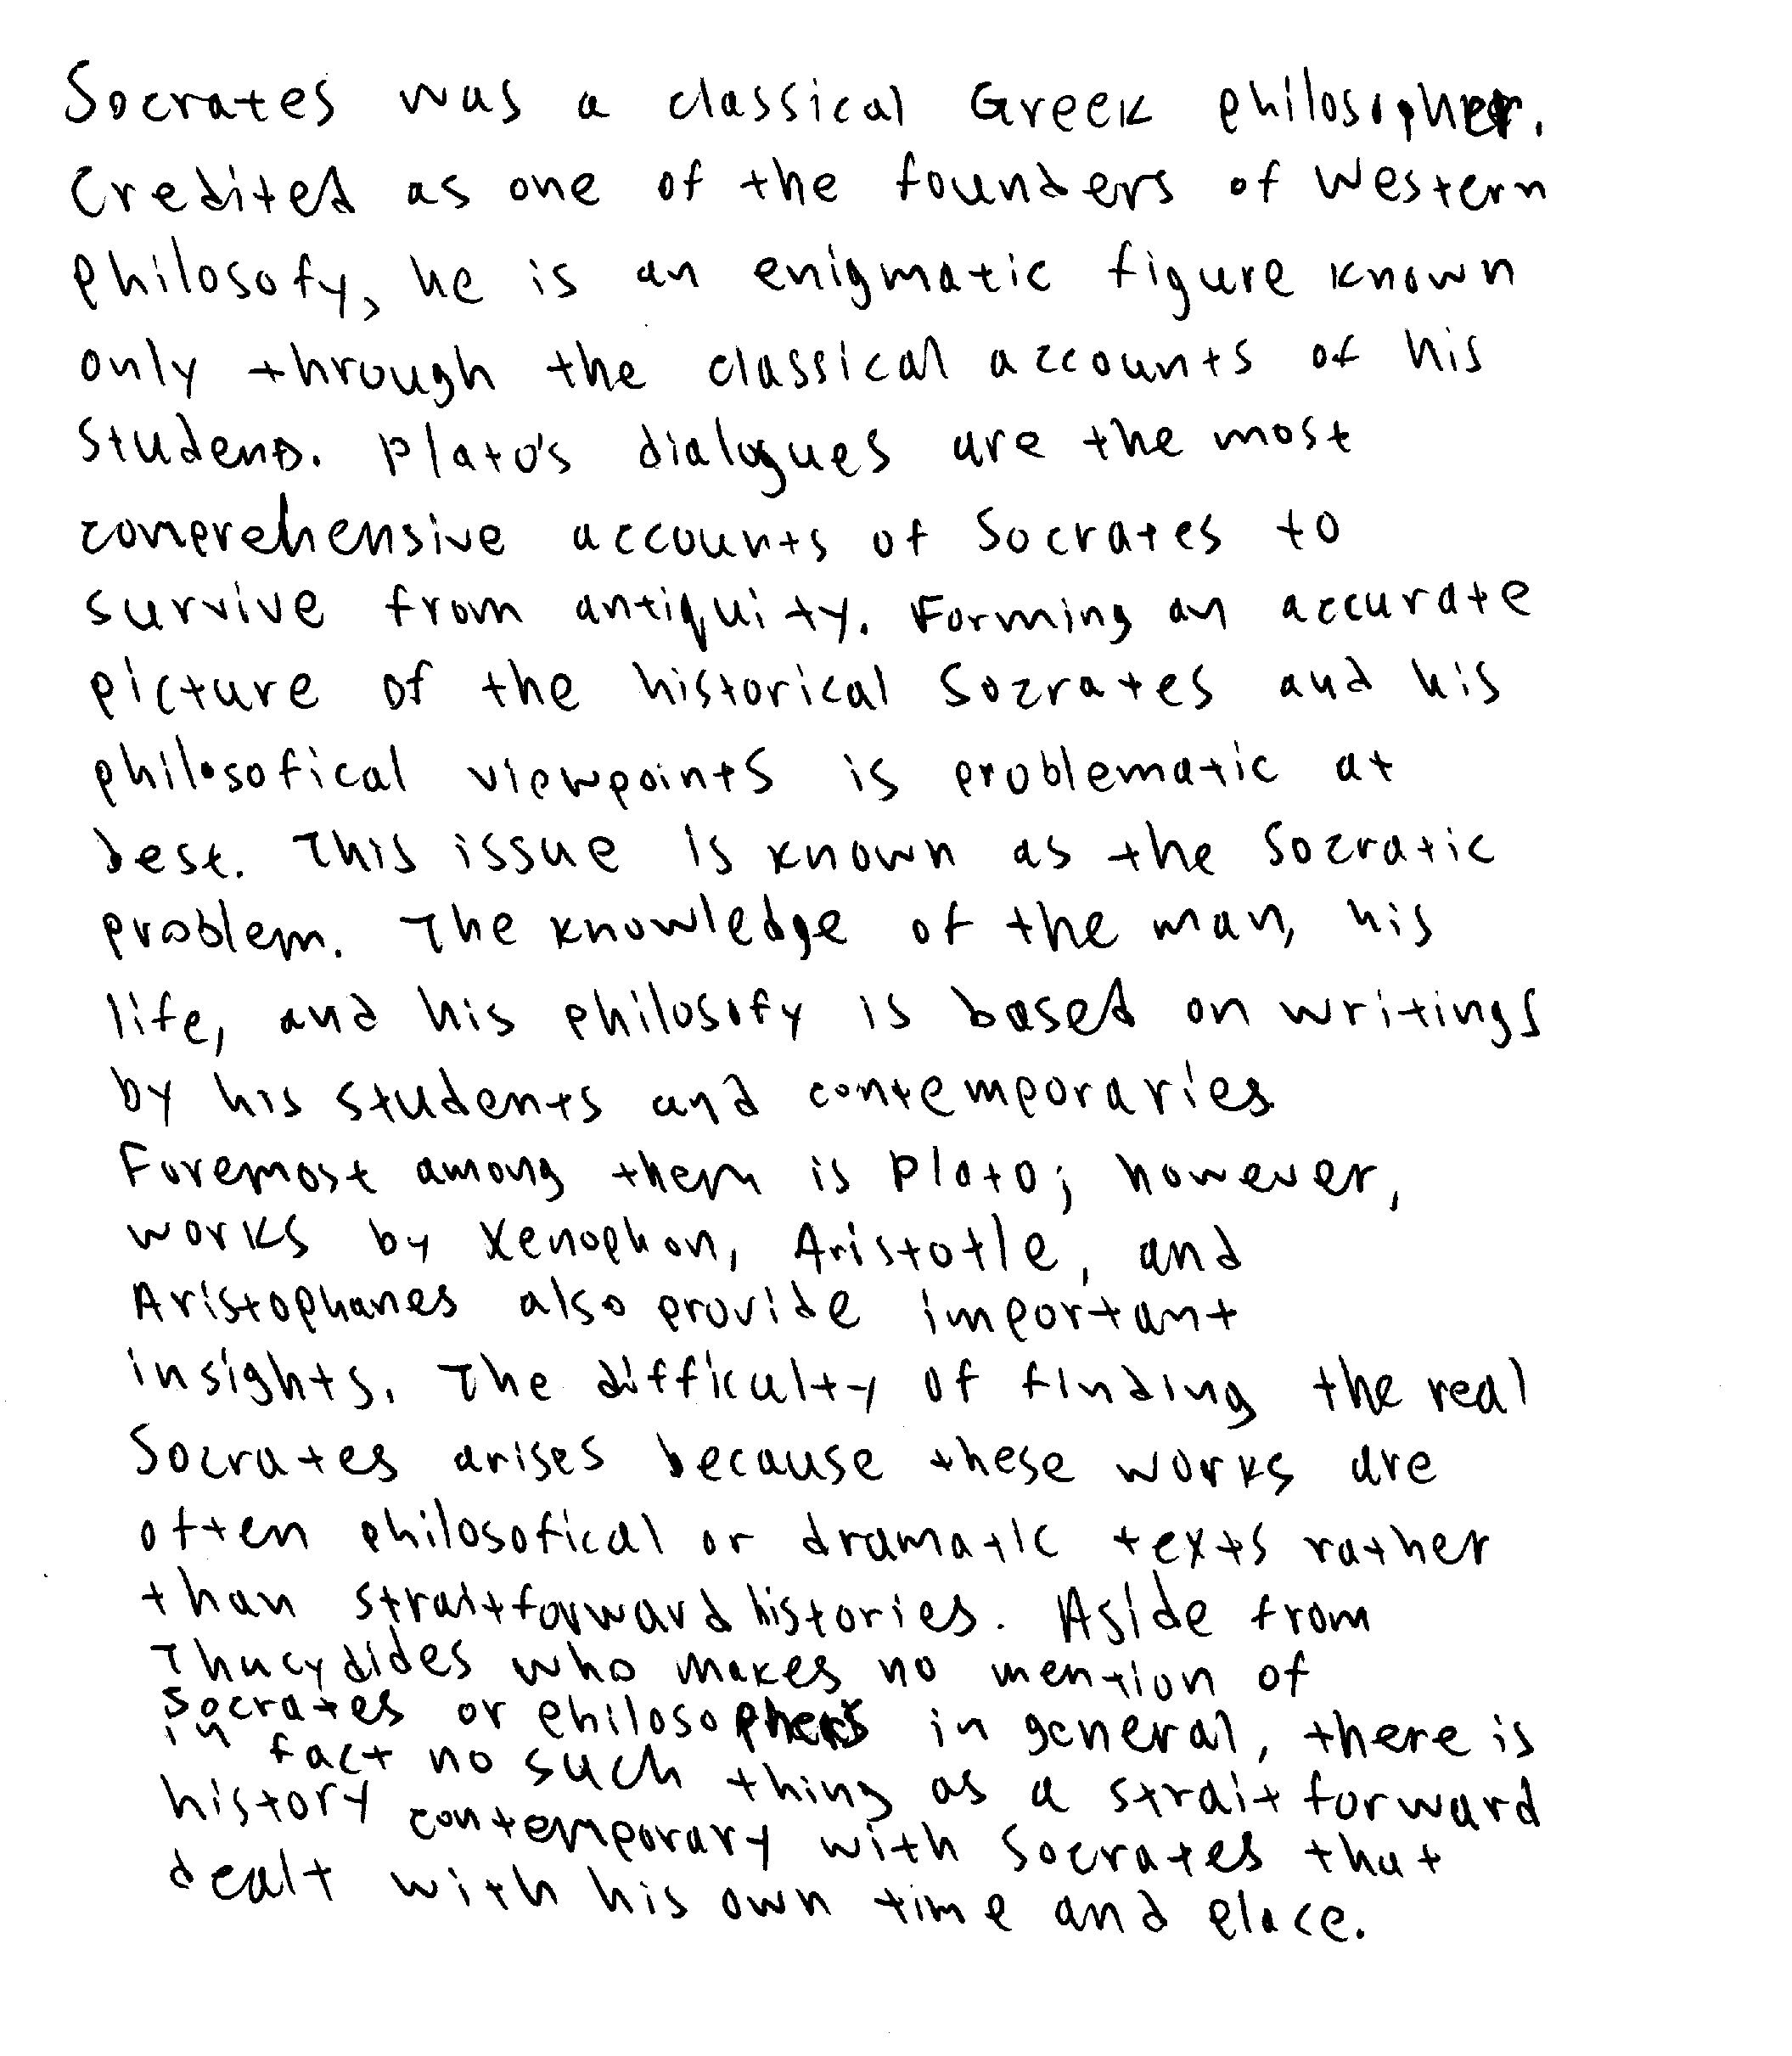 Socrates was a classical Greek philosopher.
Credited as one of the founders of Western
philosofy, he is an enigmatic figure known
only through the classical accounts of his
students. Plato's dialogues are the most
comprehensive accounts of Socrates to
survive from antiquity. Forming an accurate
picture of the historical Socrates and his
philosofical viewpoints is problematic at
best. This issue is known as the Socratic
problem. The knowledge of the man, his
life, and his philosofy is based on writings
by his students and contemporaries.
Foremost among them is Plato; however,
works by Xenophon, Aristotle, and
Aristophanes also provide important
insights. The difficulty of finding the real
Socrates arises because these works are
often philosofical or dramatic texts rather
than straitforward histories. Aside from
Thucydides who makes no mention of
Socrates or philosophers in general, there is
in fact no such thing as a straitforward
history contemporary with Socrates that
dealt with his own time and place.